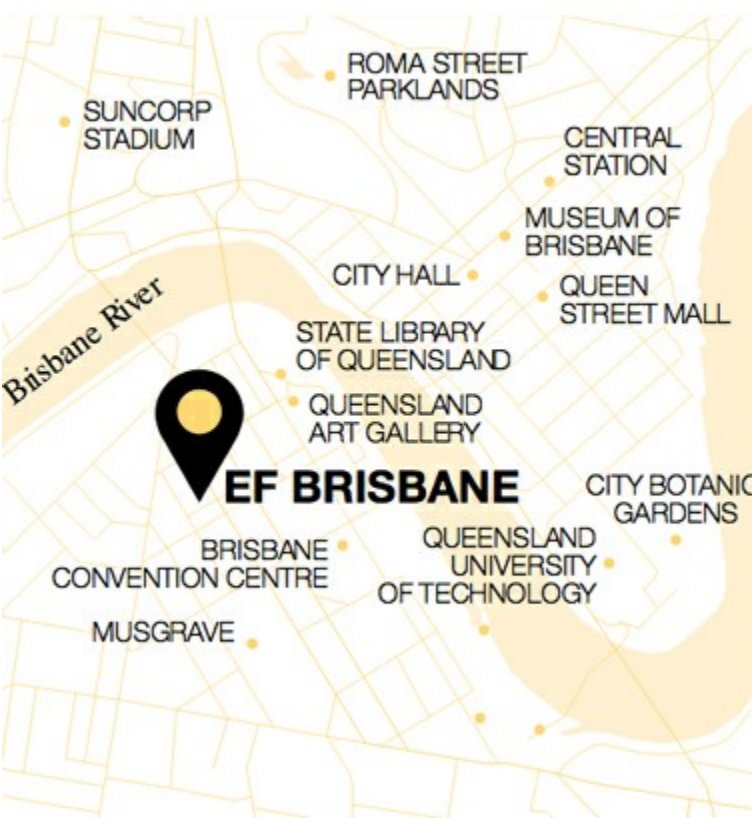 ROMA STREET
PARKLANDS
SUNCORP
STADIUM
CENTRAL
STATION
MUSEUM OF
BRISBANE
CITY HALL
QUEEN
STREET MALL
Brisbane River
STATE LIBRARY
OF QUEENSLAND
QUEENSLAND
ART GALLERY
EF BRISBANE
CITY BOTANIC
GARDENS
QUEENSLAND
UNIVERSITY
OF TECHNOLOGY
BRISBANE
CONVENTION CENTRE
MUSGRAVE